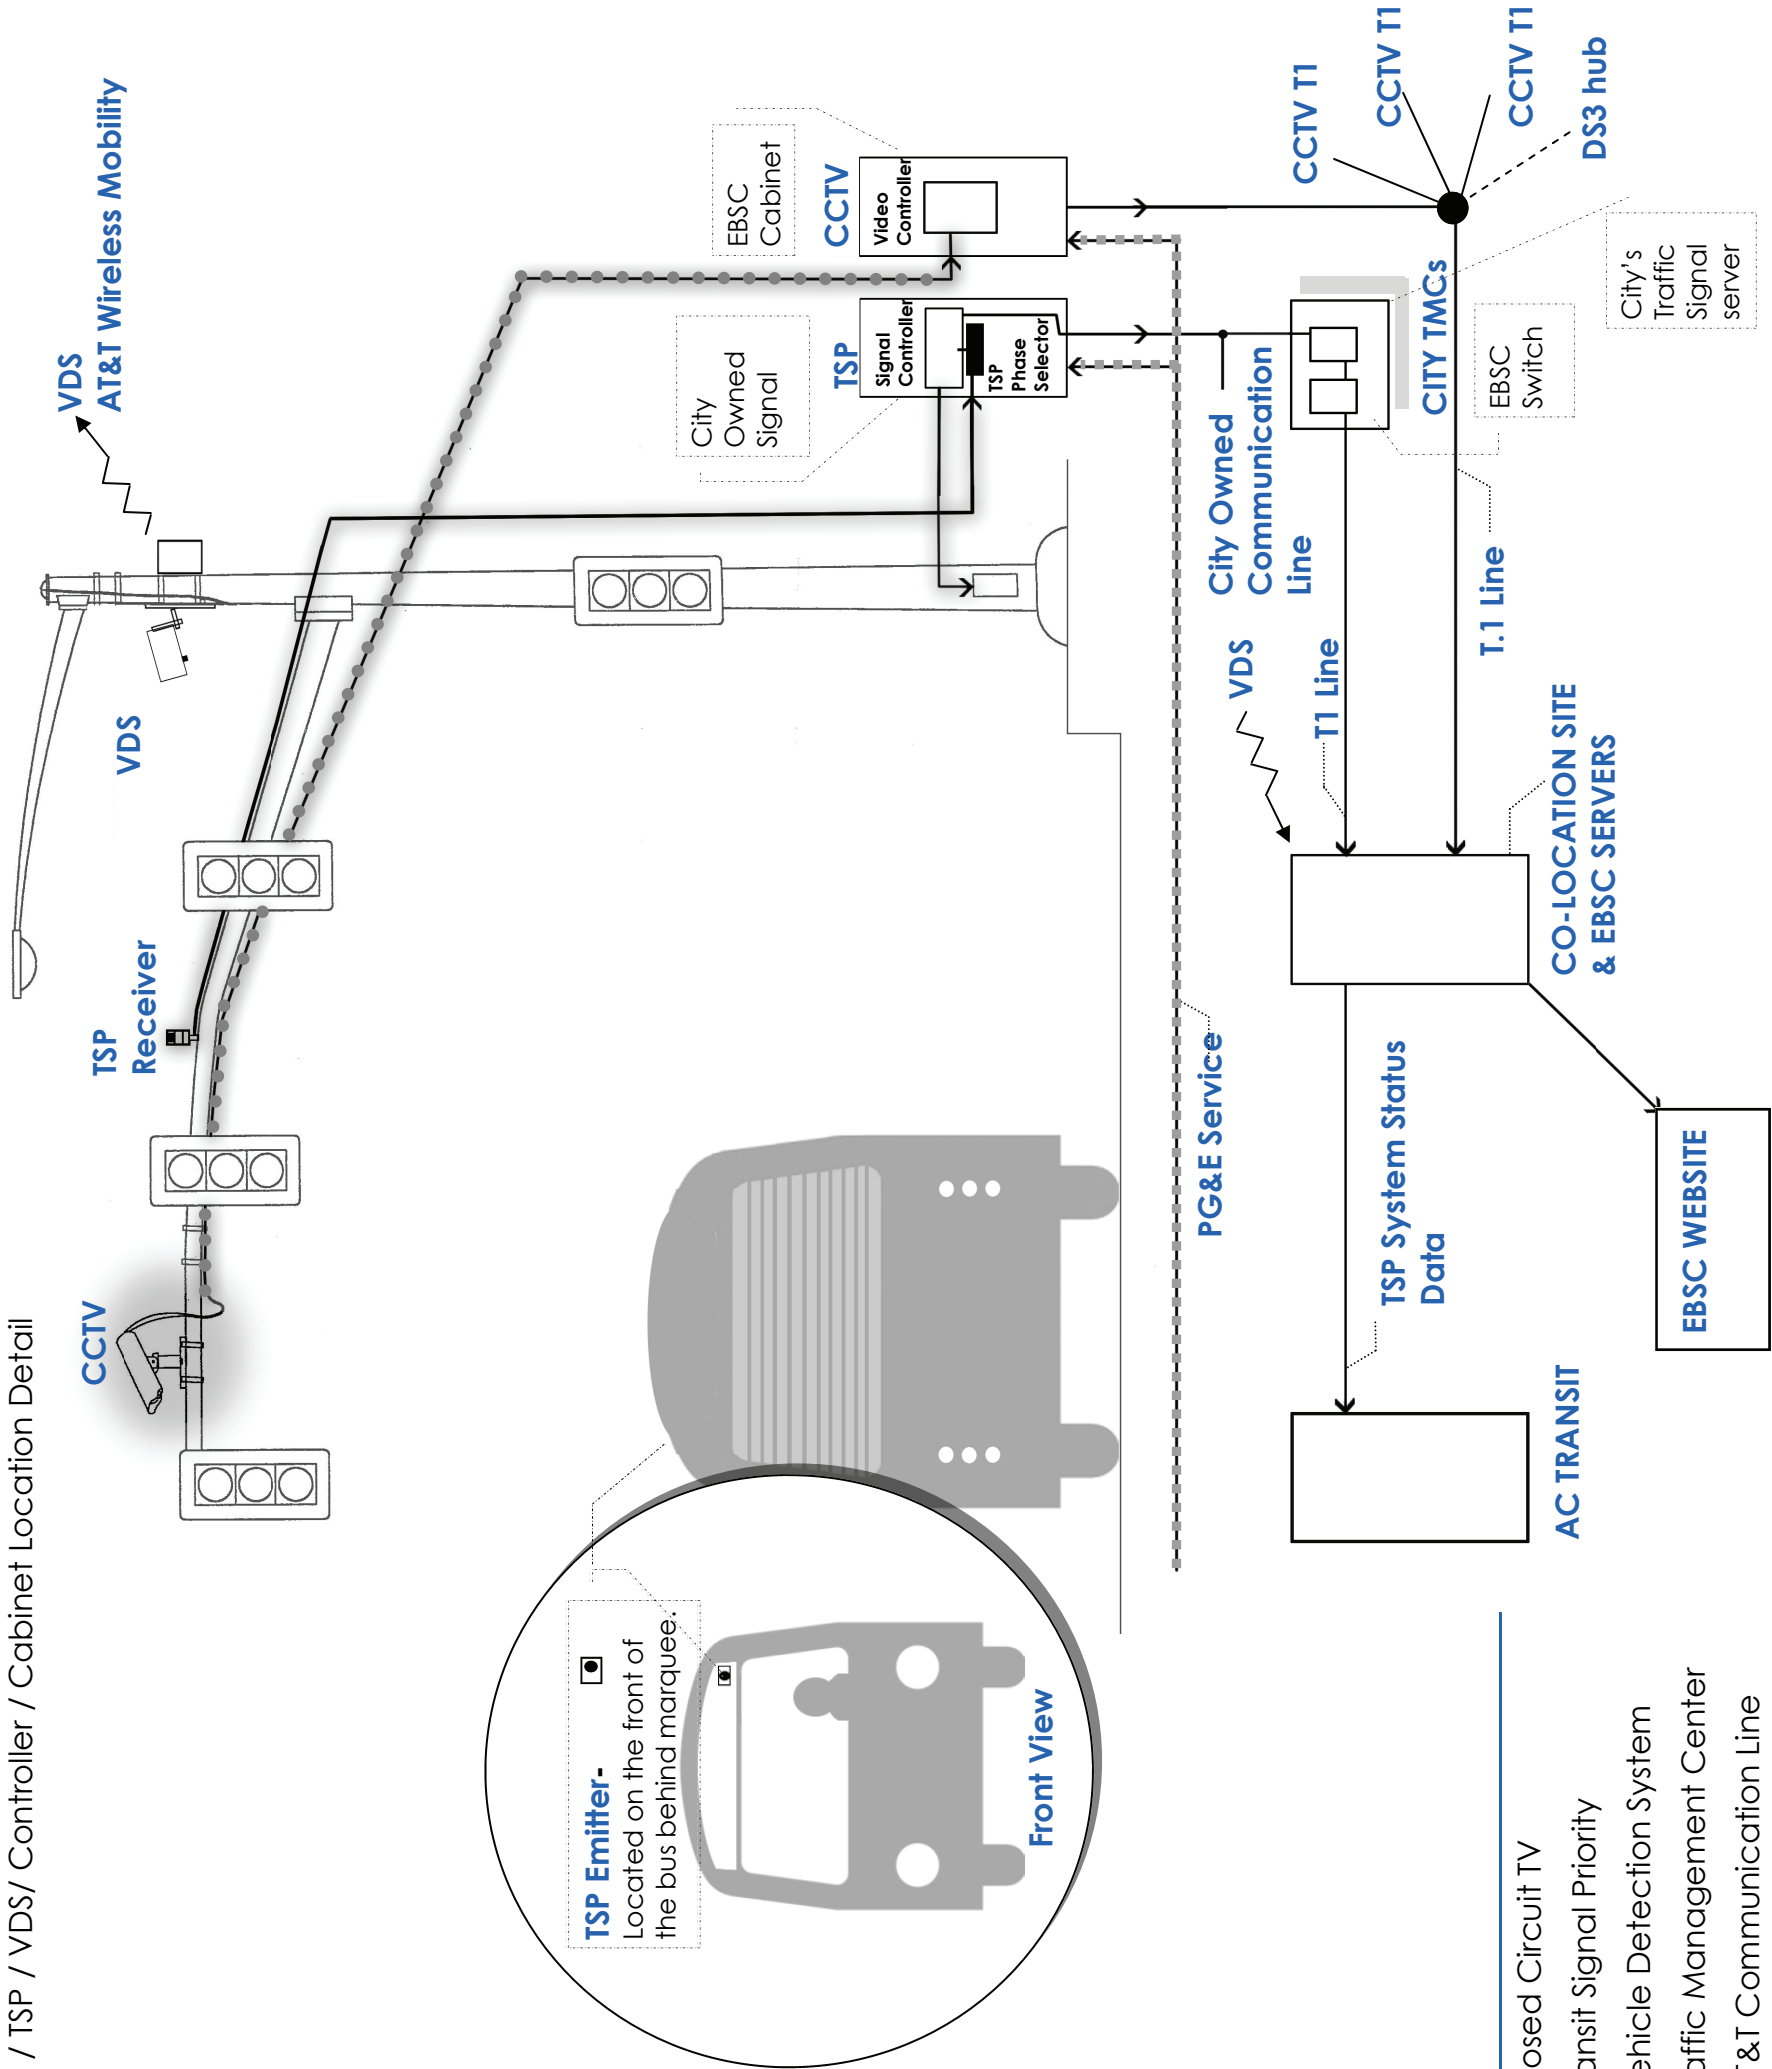 / TSP / VDS/ Controller / Cabinet Location Detail
CCTV
TSP
Receiver
VDS
VDS
AT&T Wireless Mobility
TSP Emitter-
Located on the front of
the bus behind marquee.
Front View
City
Owned
Signal
EBSC
Cabinet
TSP
Signal
Controller
TSP
Phase
Selector
CCTV
Video
Controller
PG&E Service
VDS
City Owned
Communication
Line
T1 Line
CITY TMCs
T.1 Line
EBSC
Switch
City's
Traffic
Signal
server
CCTV T1
CCTV T1
CCTV T1
DS3 hub
TSP System Status
Data
CO-LOCATION SITE
& EBSC SERVERS
AC TRANSIT
EBSC WEBSITE
osed Circuit TV
ansit Signal Priority
ehicle Detection System
affic Management Center
&T Communication Line